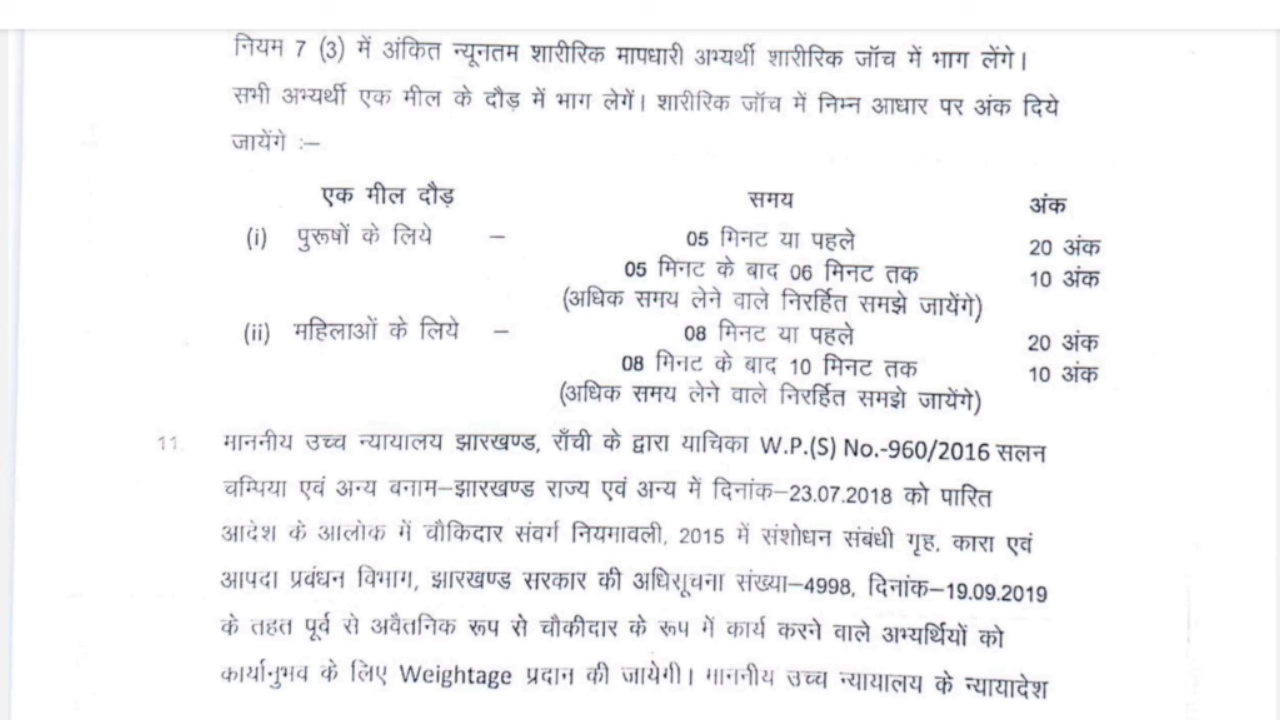 नियम 7 (3) में अंकित न्यूनतम शारीरिक मापधारी अभ्यर्थी शारीरिक जॉच में भाग लेंगे।
सभी अभ्यर्थी एक मील के दौड़ में भाग लेगें। शारीरिक जॉच में निम्न आधार पर अंक दिये
जायेंगे :–
एक मील दौड़ समय अंक
(i) पुरूषों के लिये – 05 मिनट या पहले 20 अंक
05 मिनट के बाद 06 मिनट तक 10 अंक
(अधिक समय लेने वाले निरर्हित समझे जायेंगे)
(ii) महिलाओं के लिये – 08 मिनट या पहले 20 अंक
08 मिनट के बाद 10 मिनट तक 10 अंक
(अधिक समय लेने वाले निरर्हित समझे जायेंगे)
11. माननीय उच्च न्यायालय झारखण्ड, राँची के द्वारा याचिका W.P.(S) No.-960/2016 सलन
चम्पिया एवं अन्य बनाम–झारखण्ड राज्य एवं अन्य में दिनांक–23.07.2018 को पारित
आदेश के आलोक में चौकिदार संवर्ग नियमावली, 2015 में संशोधन संबंधी गृह, कारा एवं
आपदा प्रवंधन विभाग, झारखण्ड सरकार की अधिसूचना संख्या–4998, दिनांक–19.09.2019
के तहत पूर्व से अवैतनिक रूप से चौकीदार के रूप में कार्य करने वाले अभ्यर्थियों को
कार्यानुभव के लिए Weightage प्रदान की जायेगी। माननीय उच्च न्यायालय के न्यायादेश